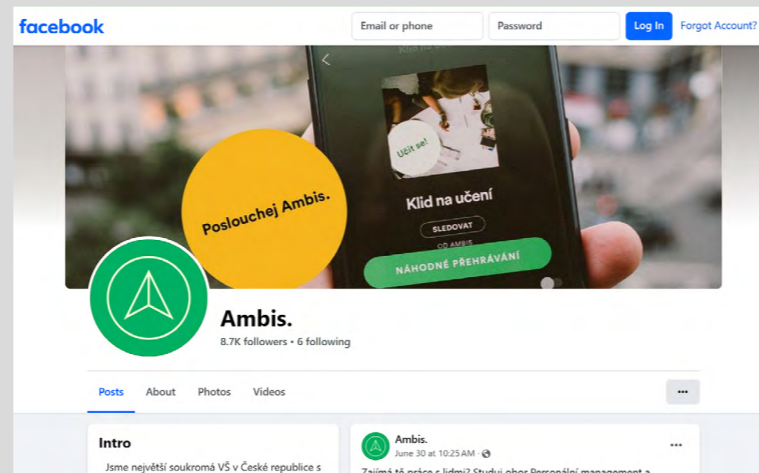 facebook
Email or phone
Password
Log In
Forgot Account?
Učit se!
Poslouchej Ambis.
Klid na učení
SLEDOVAT
OD AMBIS
NÁHODNÉ PŘEHRÁVÁNÍ
Ambis.
8.7K followers • 6 following
Posts
About
Photos
Videos
Intro
Jsme největší soukromá VŠ v České republice s
Ambis.
June 30 at 10:25 AM
Zajímá tě práce s lidmi? Studuj obor Personální management a